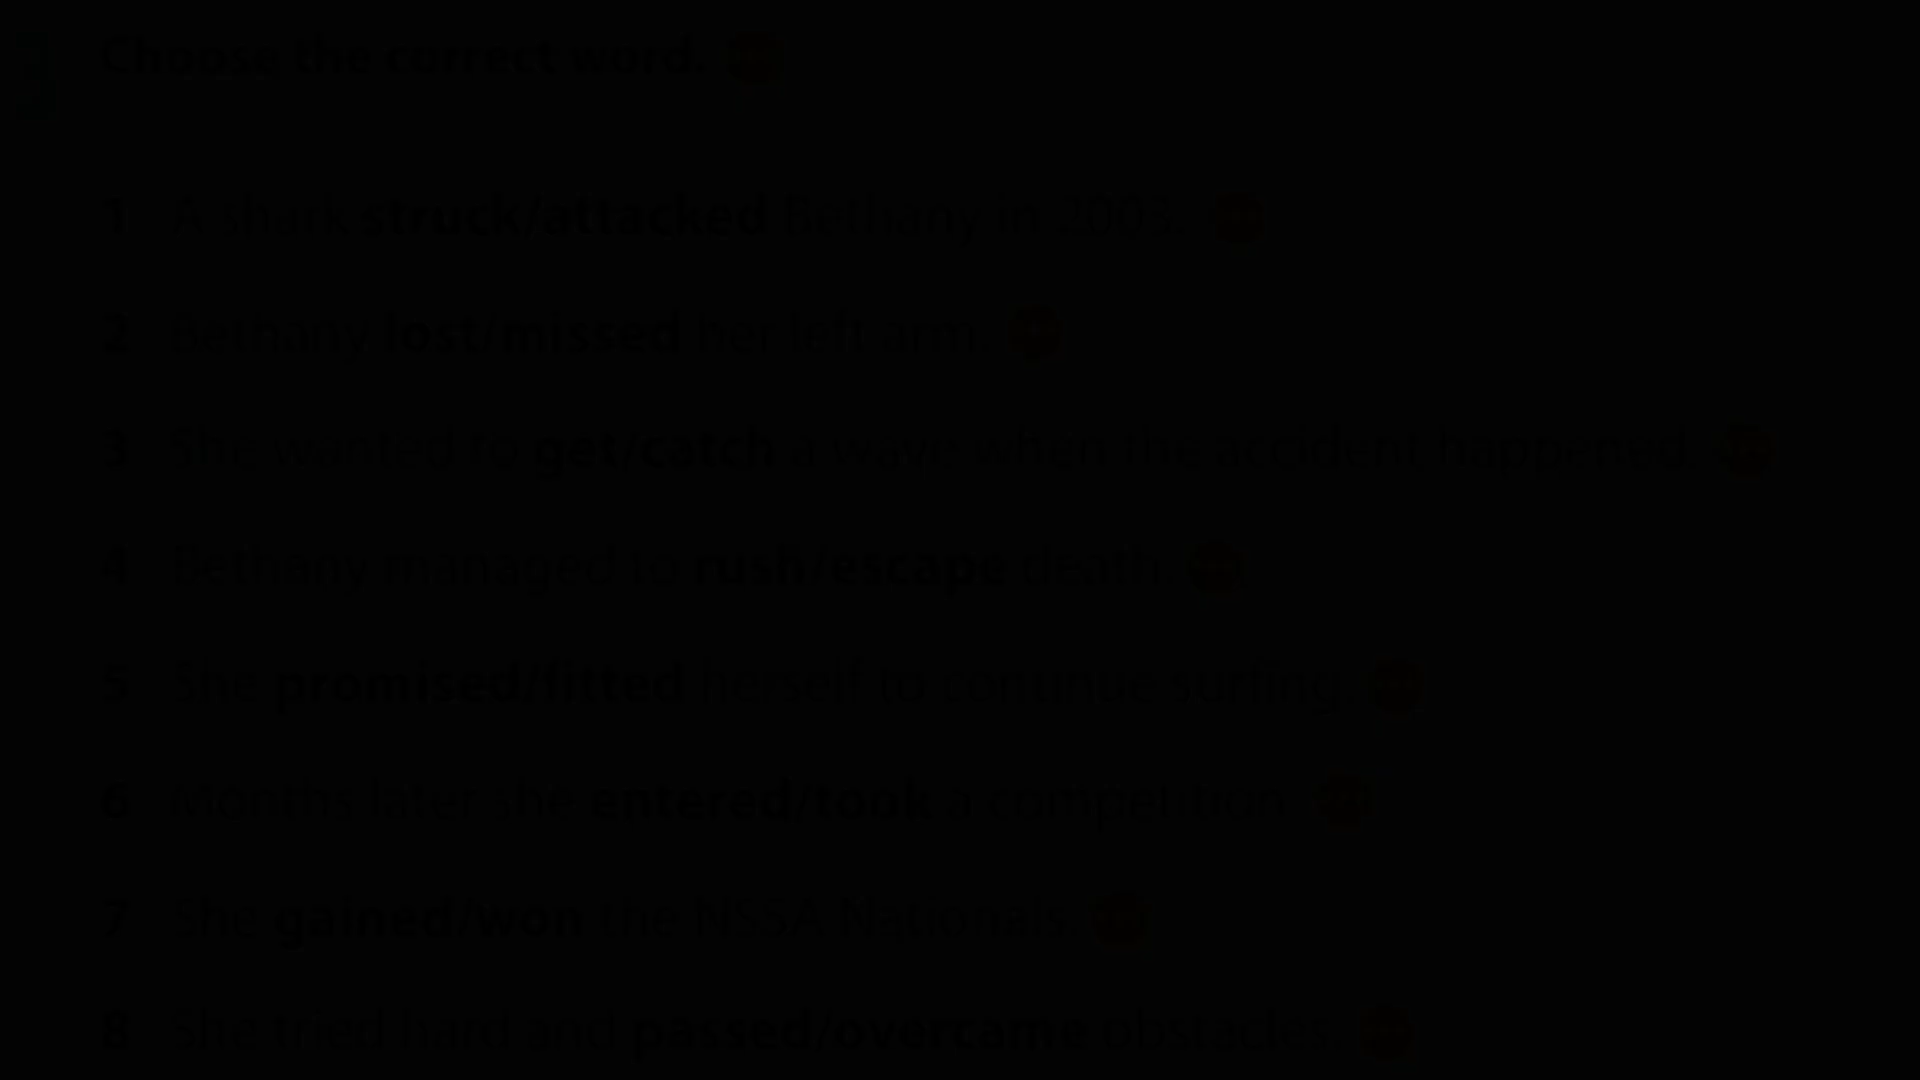 Choose the correct word.
1 A shark struck/attacked Bethany in 2003.
2 Bethany lost/missed her left arm.
3 She wanted to get/catch a wave when the accident happened.
4 Bethany managed to rush/escape death.
5 She promised/fitted herself to continue surfing.
6 Months later she entered/took a competition.
7 She gained/won the NSSA Nationals.
8 She tried hard and passed/overcame obstacles.